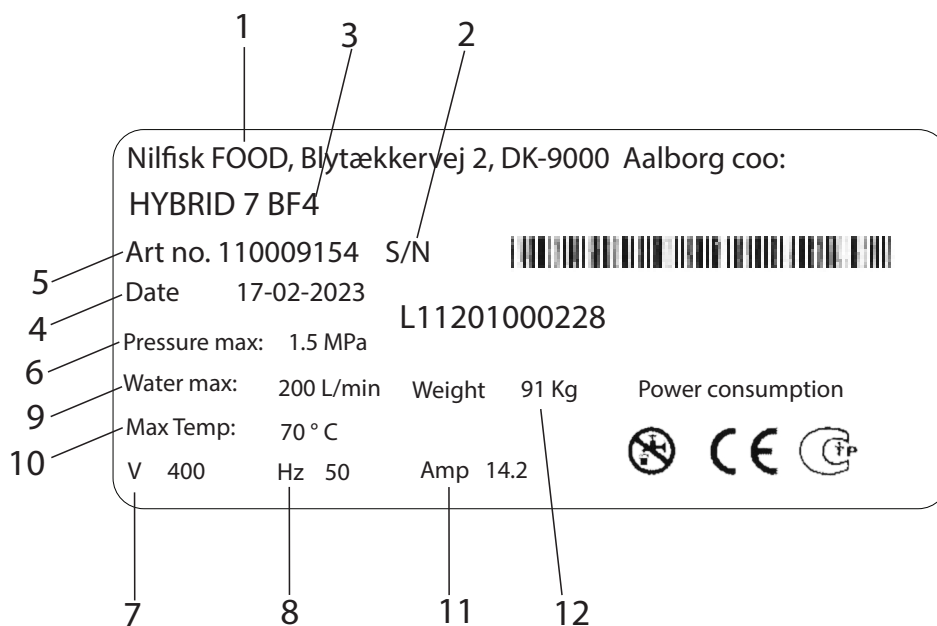 1
3
2
Nilfisk FOOD, Blytækkervej 2, DK-9000 Aalborg coo:
HYBRID 7 BF4
5
Art no. 110009154 S/N
4
Date 17-02-2023
L11201000228
6
Pressure max: 1.5 MPa
9
Water max: 200 L/min Weight 91 Kg Power consumption
10
Max Temp: 70 ° C
V 400 Hz 50 Amp 14.2
CE
7
8
11
12